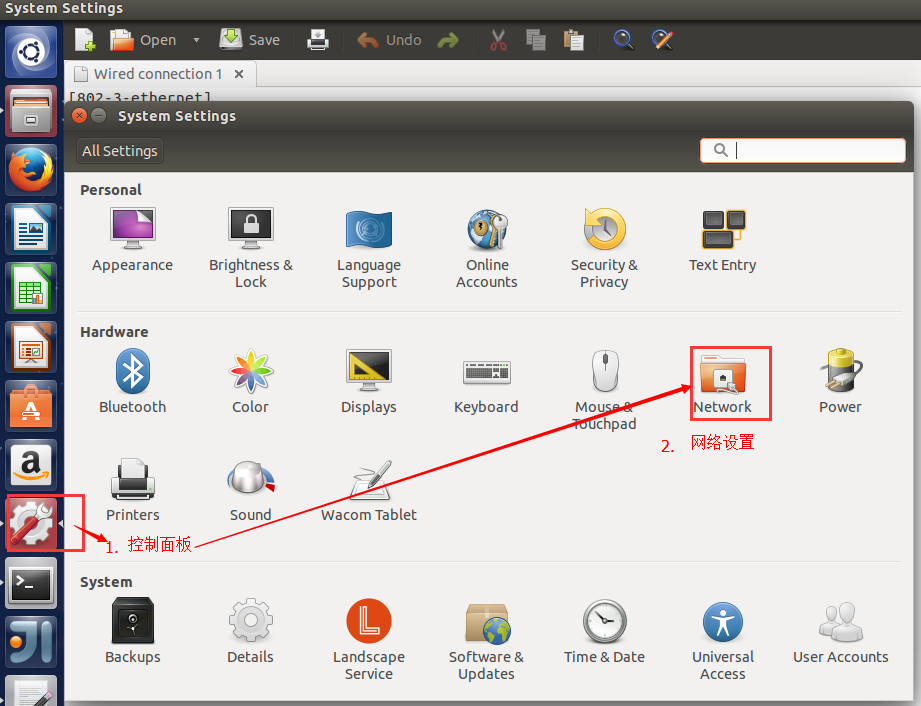 System Settings
Open
Save
Undo
Wired connection 1
[802-3-ethernet]
System Settings
All Settings
Personal
Appearance
Brightness &
Lock
Language
Support
Online
Accounts
Security &
Privacy
Text Entry
Hardware
Bluetooth
Color
Displays
Keyboard
Mouse &
Touchpad
Network
Power
2. 网络设置
Printers
Sound
Wacom Tablet
1. 控制面板
System
Backups
Details
Landscape
Service
Software &
Updates
Time & Date
Universal
Access
User Accounts